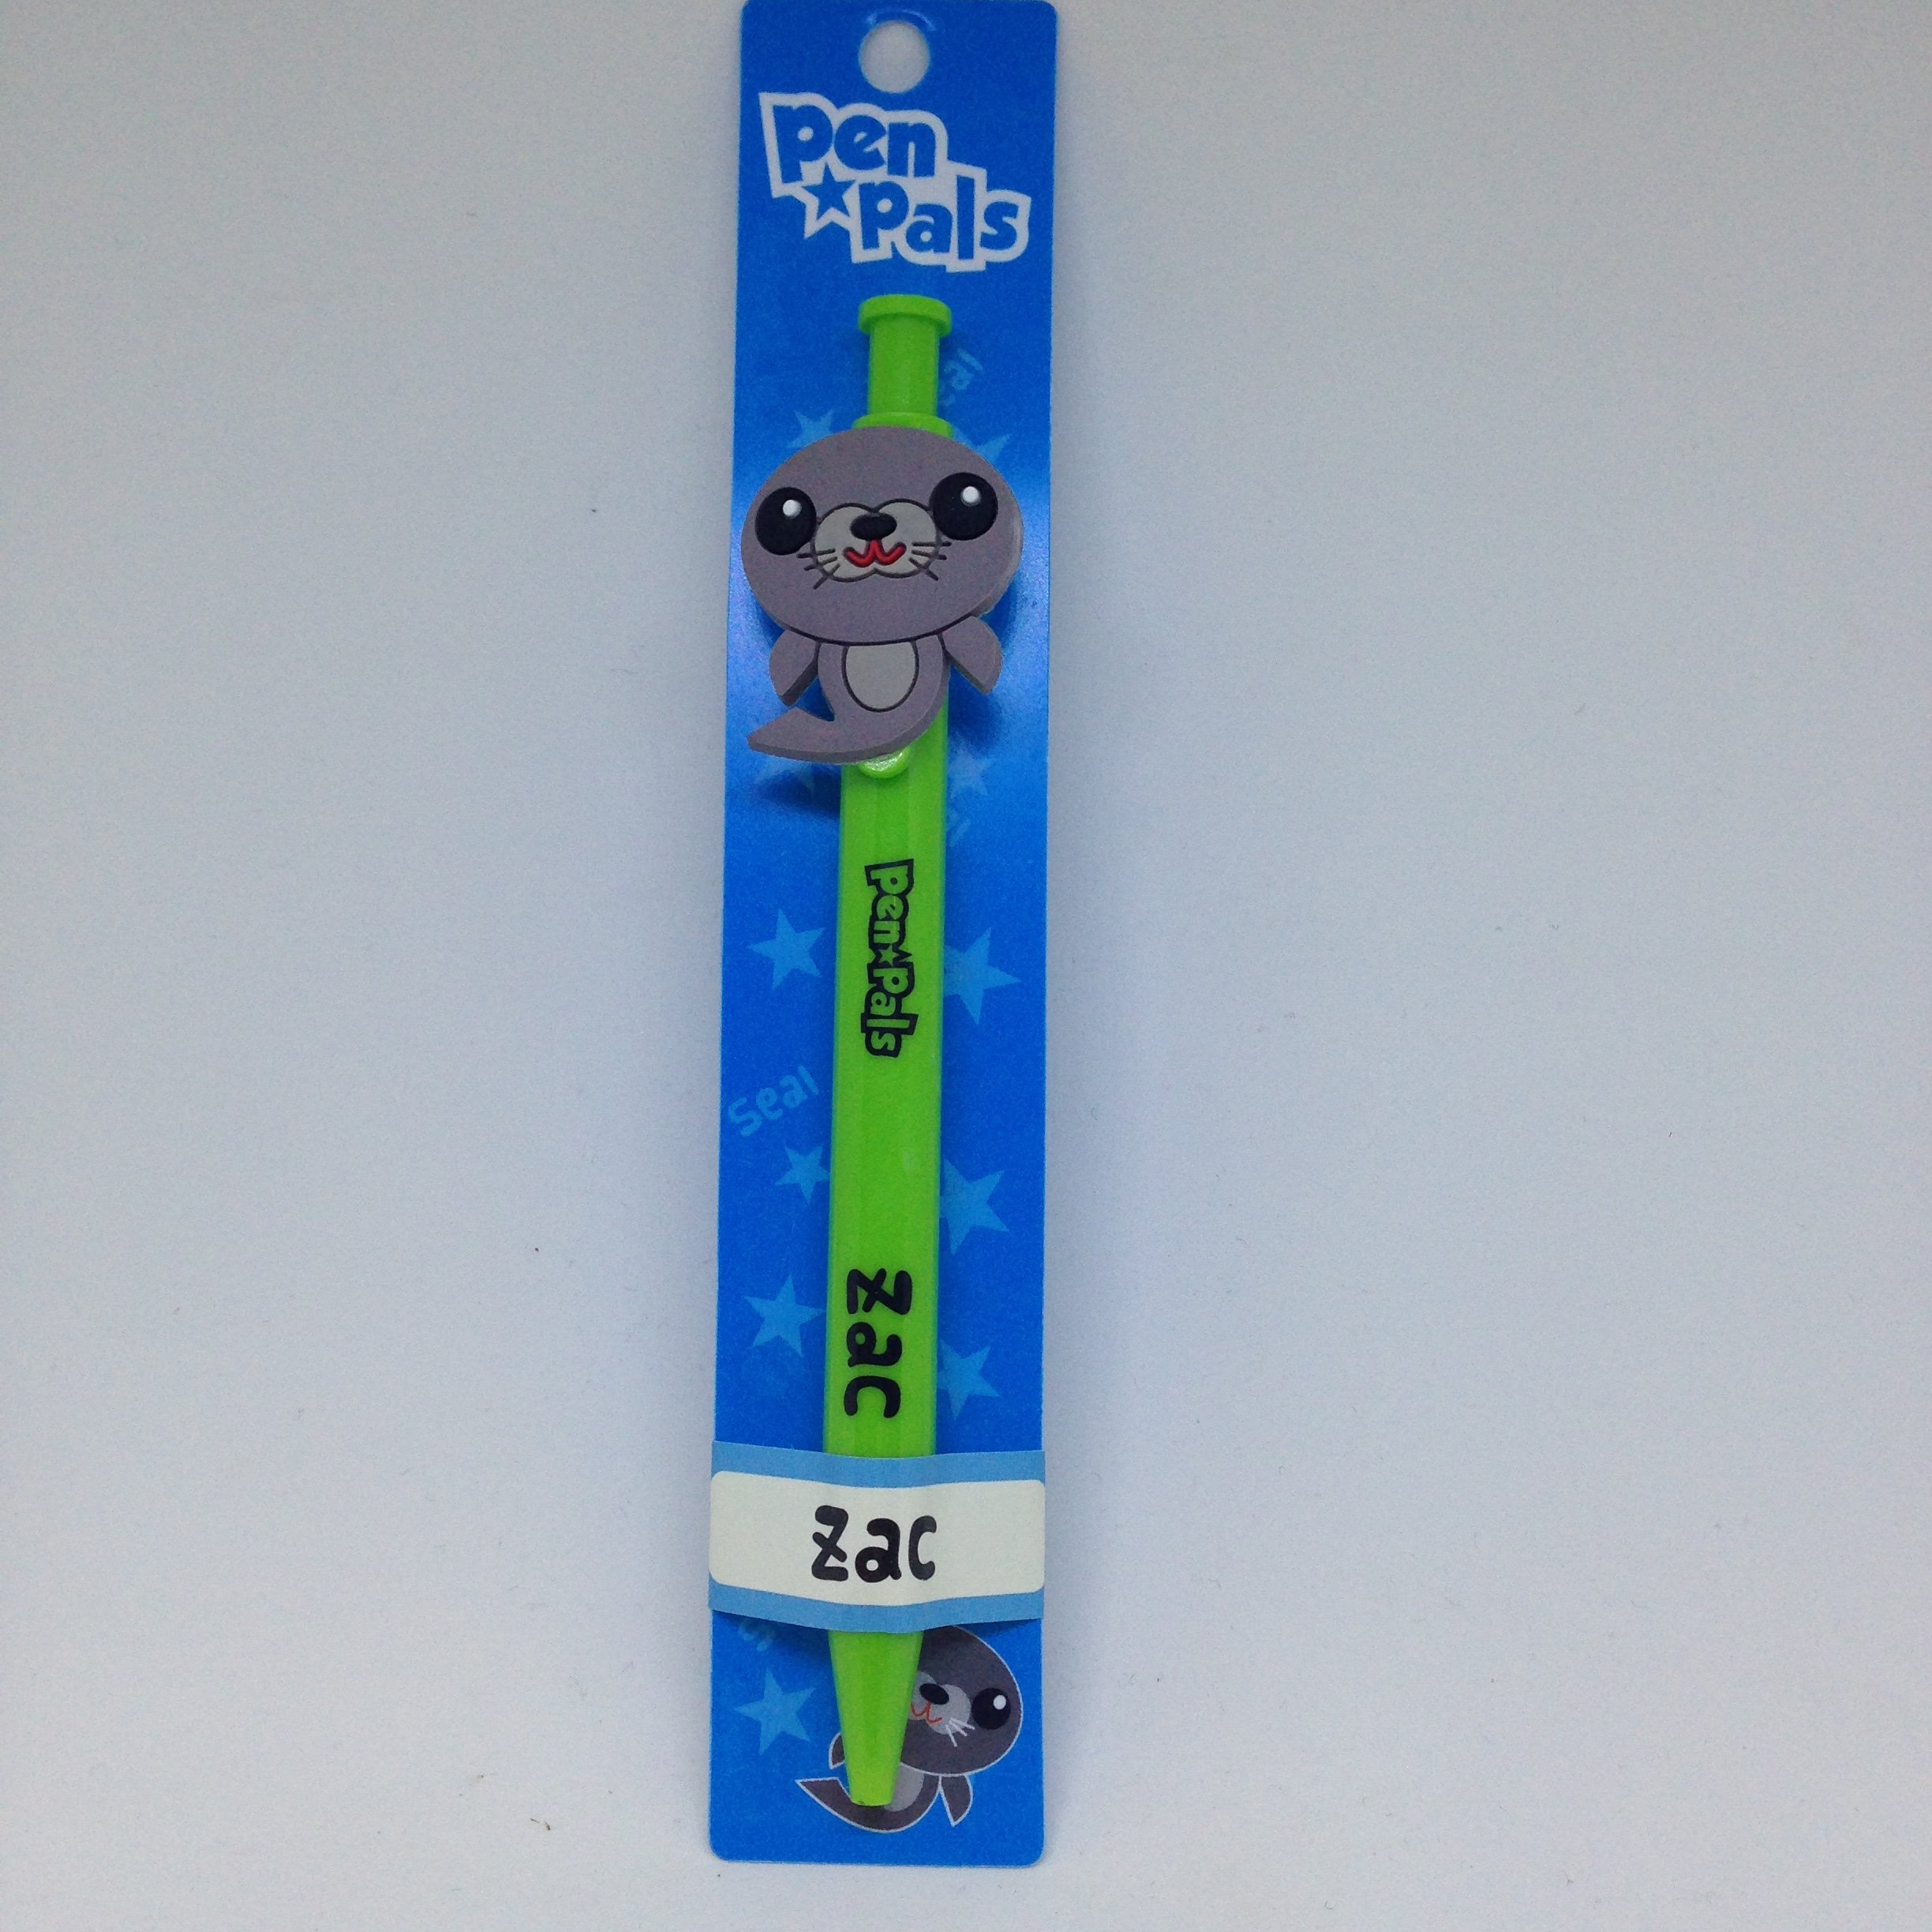 Pen
Pals
Pen Pals
Seal
Zac
Zac